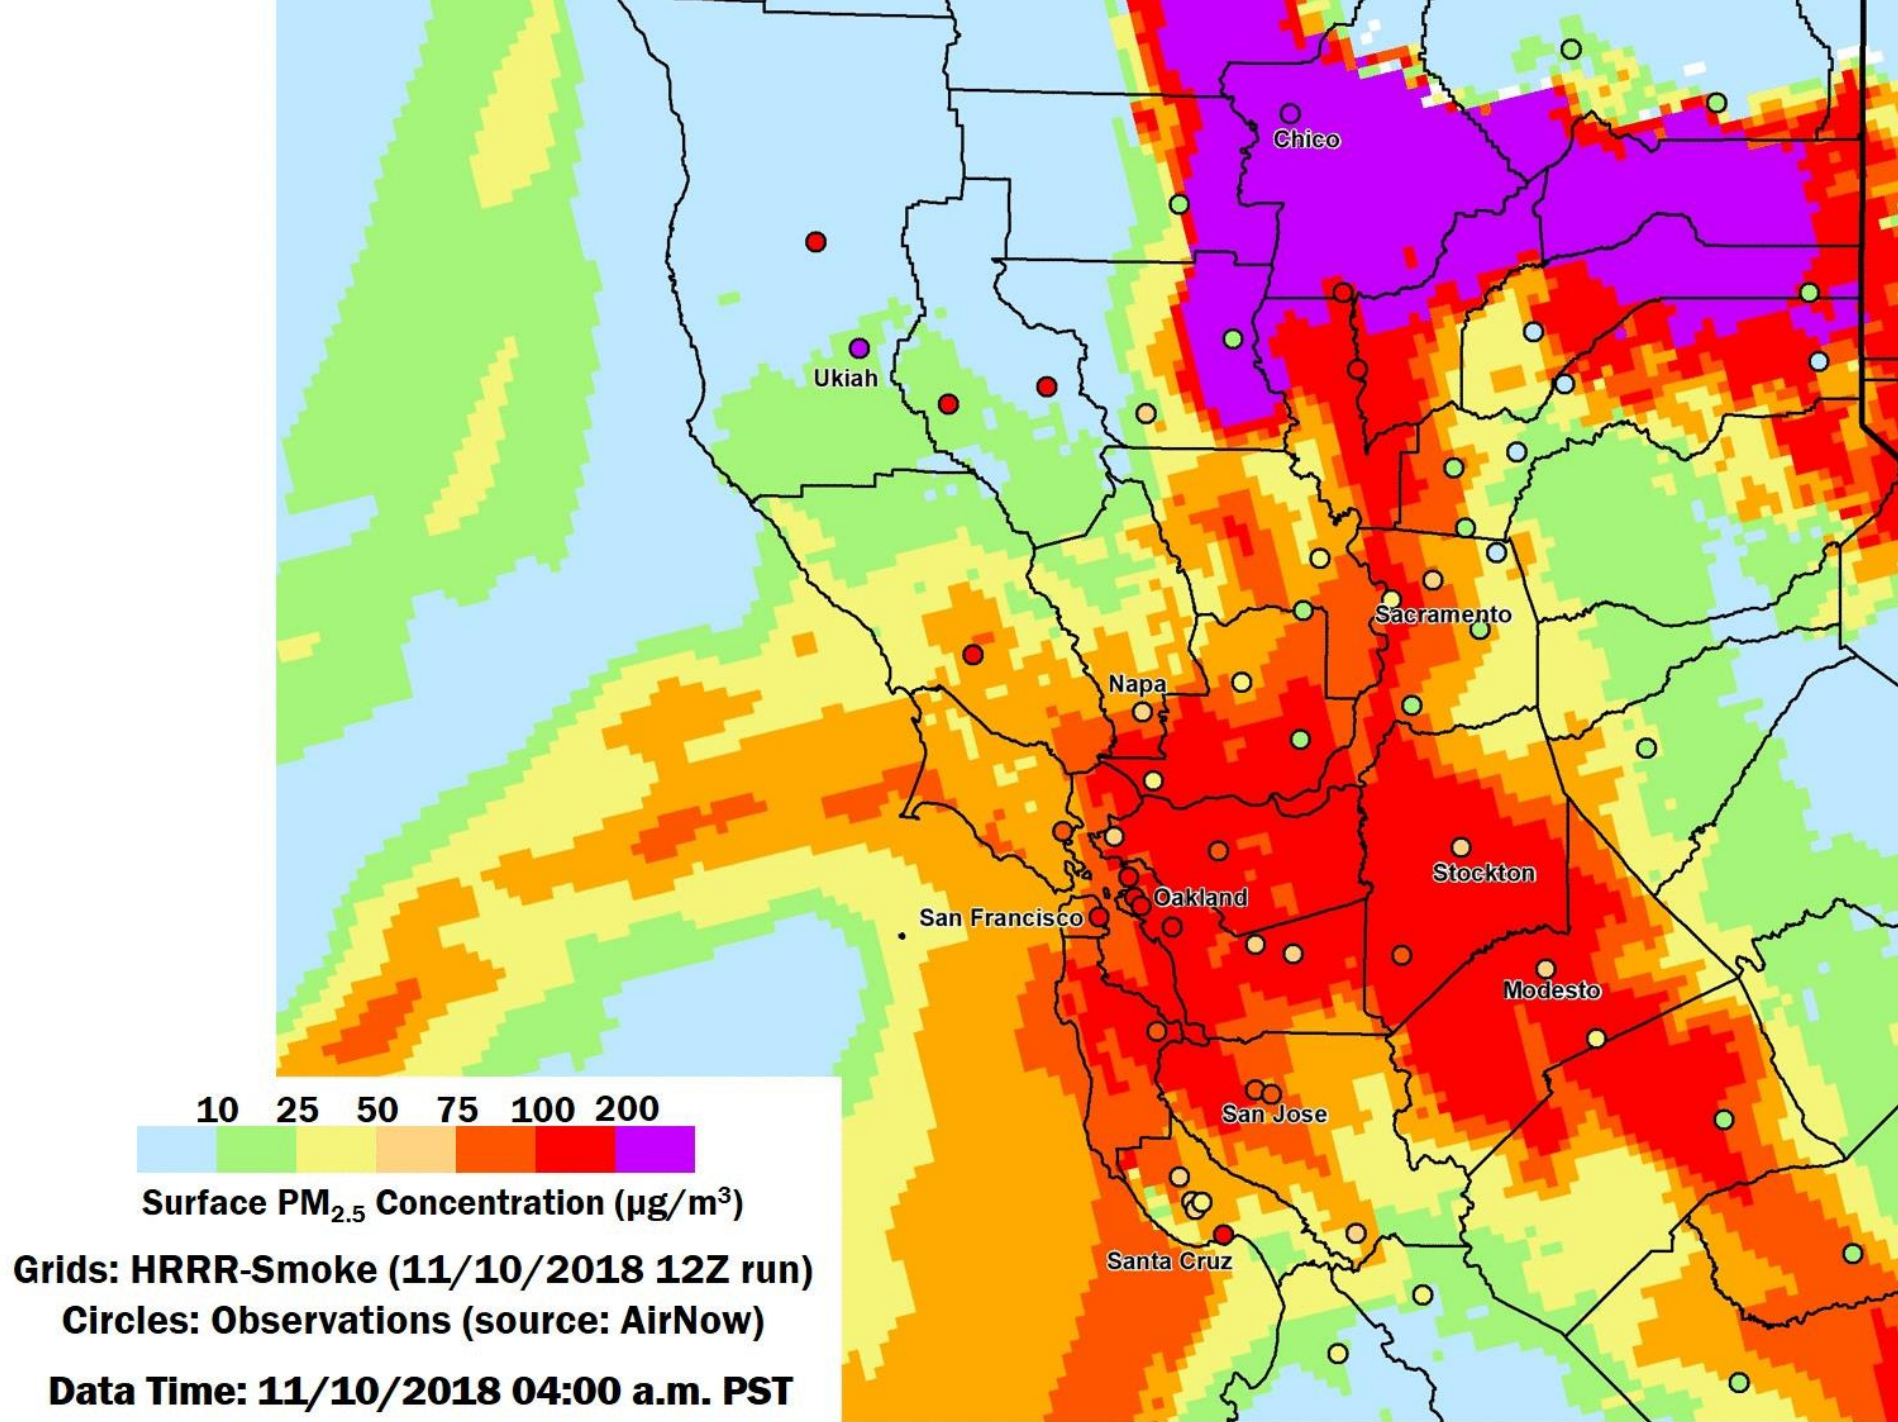 Chico
Ukiah
Sacramento
Napa
Stockton
Oakland
San Francisco
Modesto
San Jose
Santa Cruz
10 25 50 75 100 200
Surface PM2.5 Concentration (µg/m³)
Grids: HRRR-Smoke (11/10/2018 12Z run)
Circles: Observations (source: AirNow)
Data Time: 11/10/2018 04:00 a.m. PST